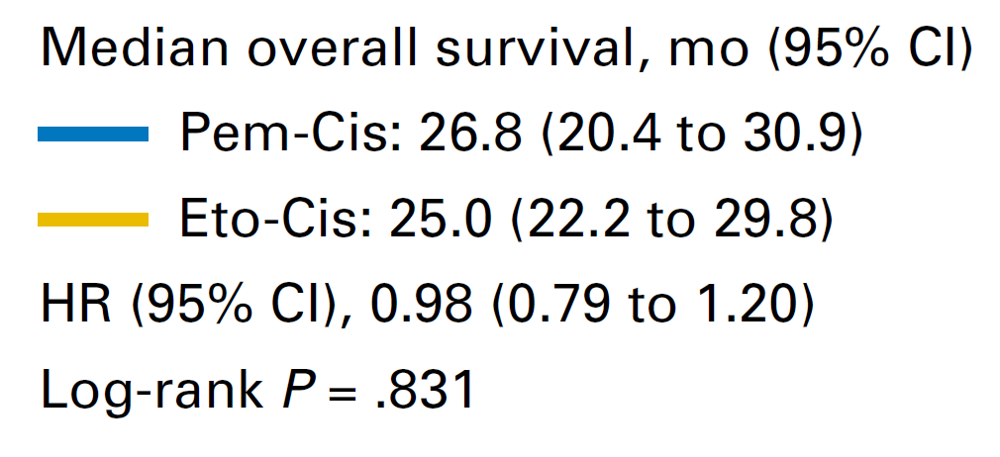 Median overall survival, mo (95% CI)
Pem-Cis: 26.8 (20.4 to 30.9)
Eto-Cis: 25.0 (22.2 to 29.8)
HR (95% CI), 0.98 (0.79 to 1.20)
Log-rank P = .831